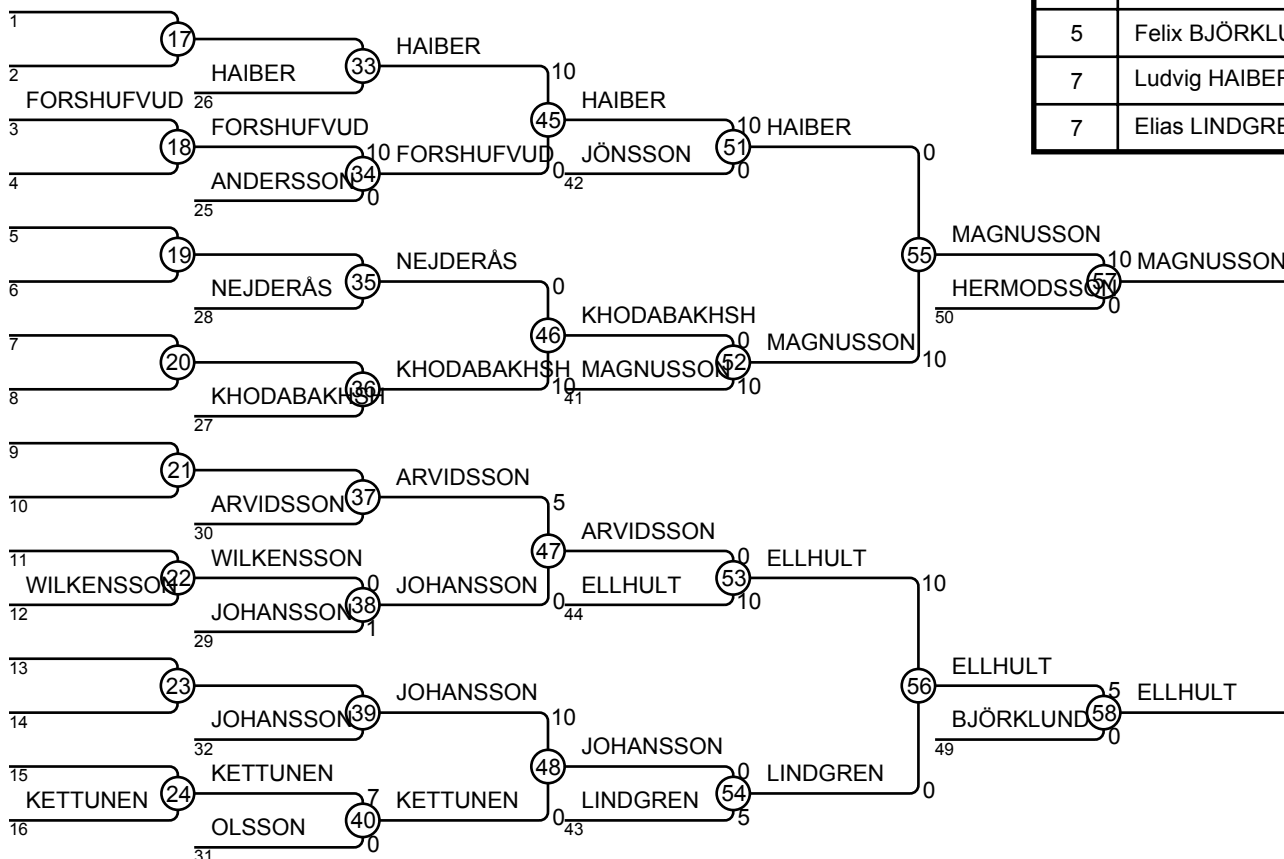 1
17
2
HAIBER
26
33
HAIBER
10
FORSHUFVUD
3
18
4
FORSHUFVUD
10
ANDERSSON
25
34
0
FORSHUFVUD
0
45
HAIBER
10
JÖNSSON
42
51
0
HAIBER
0
5
19
6
NEJDERÅS
28
35
NEJDERÅS
0
7
20
8
KHODABAKHSH
27
36
KHODABAKHSH
10
46
KHODABAKHSH
0
MAGNUSSON
41
52
10
MAGNUSSON
10
55
MAGNUSSON
10
HERMODSSON
50
57
0
MAGNUSSON
9
21
10
ARVIDSSON
30
37
ARVIDSSON
5
11
WILKENSSON
22
12
WILKENSSON
0
JOHANSSON
29
38
1
JOHANSSON
0
47
ARVIDSSON
0
ELLHULT
44
53
10
ELLHULT
10
13
23
14
JOHANSSON
32
39
JOHANSSON
10
15
KETTUNEN
24
16
KETTUNEN
7
OLSSON
31
40
0
KETTUNEN
0
48
JOHANSSON
0
LINDGREN
43
54
5
LINDGREN
0
56
ELLHULT
5
BJÖRKLUND
49
58
0
ELLHULT
5 Felix BJÖRKLU
7 Ludvig HAIBER
7 Elias LINDGRE